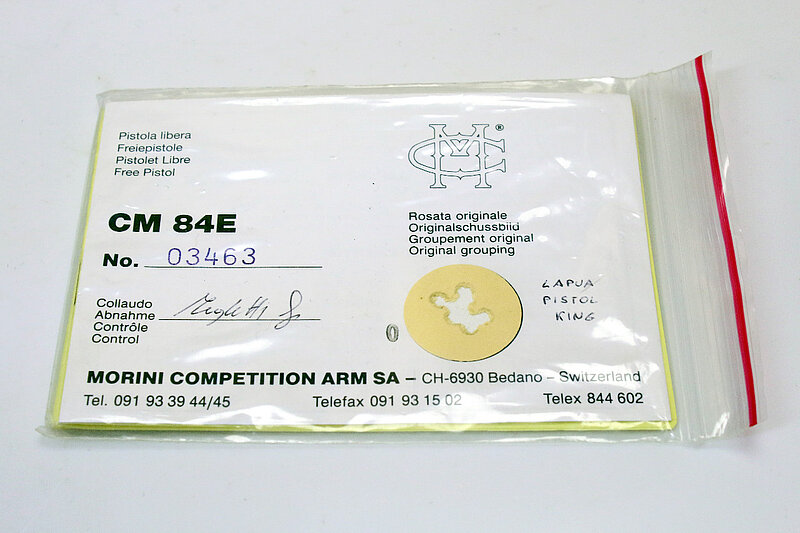 Pistola libera
Freiepistole
Pistolet Libre
Free Pistol
CM 84E
No. 03463
Collaudo
Abnahme
Contrôle
Control
®
Rosata originale
Originalschussbild
Groupement original
Original grouping
LAPUA
PISTOL
KING
0
MORINI COMPETITION ARM SA – CH-6930 Bedano – Switzerland
Tel. 091 93 39 44/45 Telefax 091 93 15 02 Telex 844 602